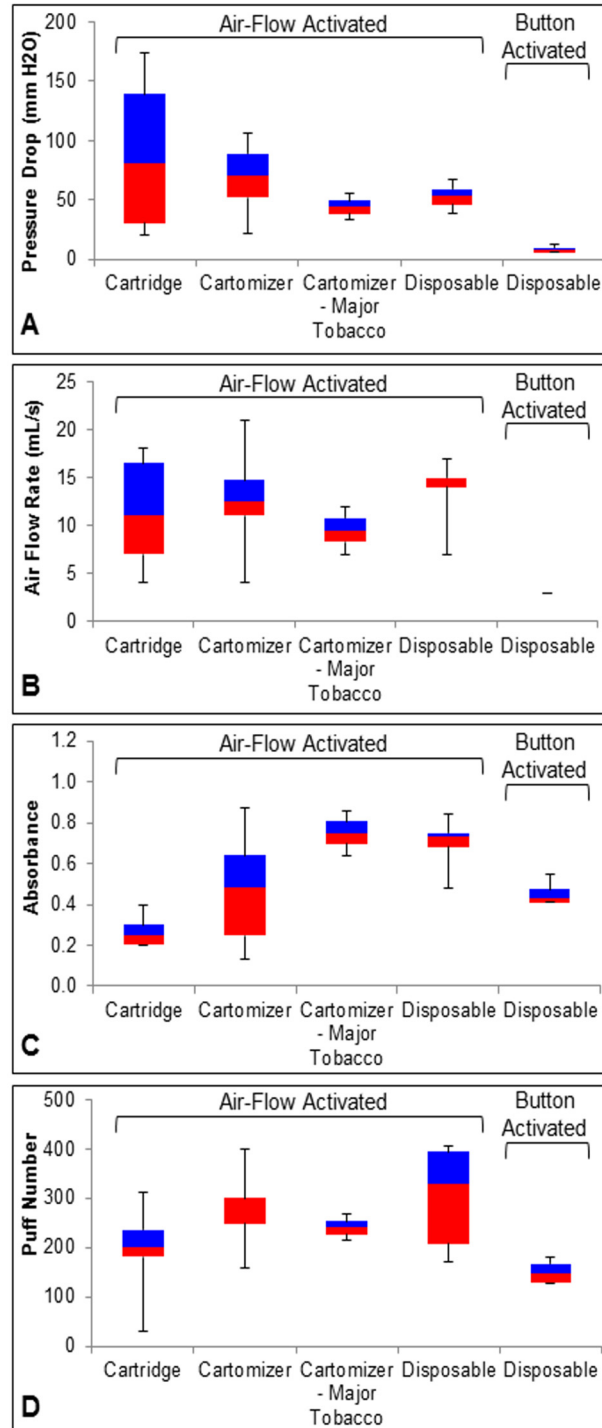 Air-Flow Activated
Button
Activated
Pressure Drop (mm H2O)
200
150
100
50
0
Cartridge Cartomizer Cartomizer Disposable Disposable
- Major
Tobacco
A
Air-Flow Activated
Button
Activated
Air Flow Rate (mL/s)
25
20
15
10
5
0
Cartridge Cartomizer Cartomizer Disposable Disposable
- Major
Tobacco
B
Air-Flow Activated
Button
Activated
Absorbance
1.2
1.0
0.8
0.6
0.4
0.2
0.0
Cartridge Cartomizer Cartomizer Disposable Disposable
- Major
Tobacco
C
Air-Flow Activated
Button
Activated
Puff Number
500
400
300
200
100
0
Cartridge Cartomizer Cartomizer Disposable Disposable
- Major
Tobacco
D